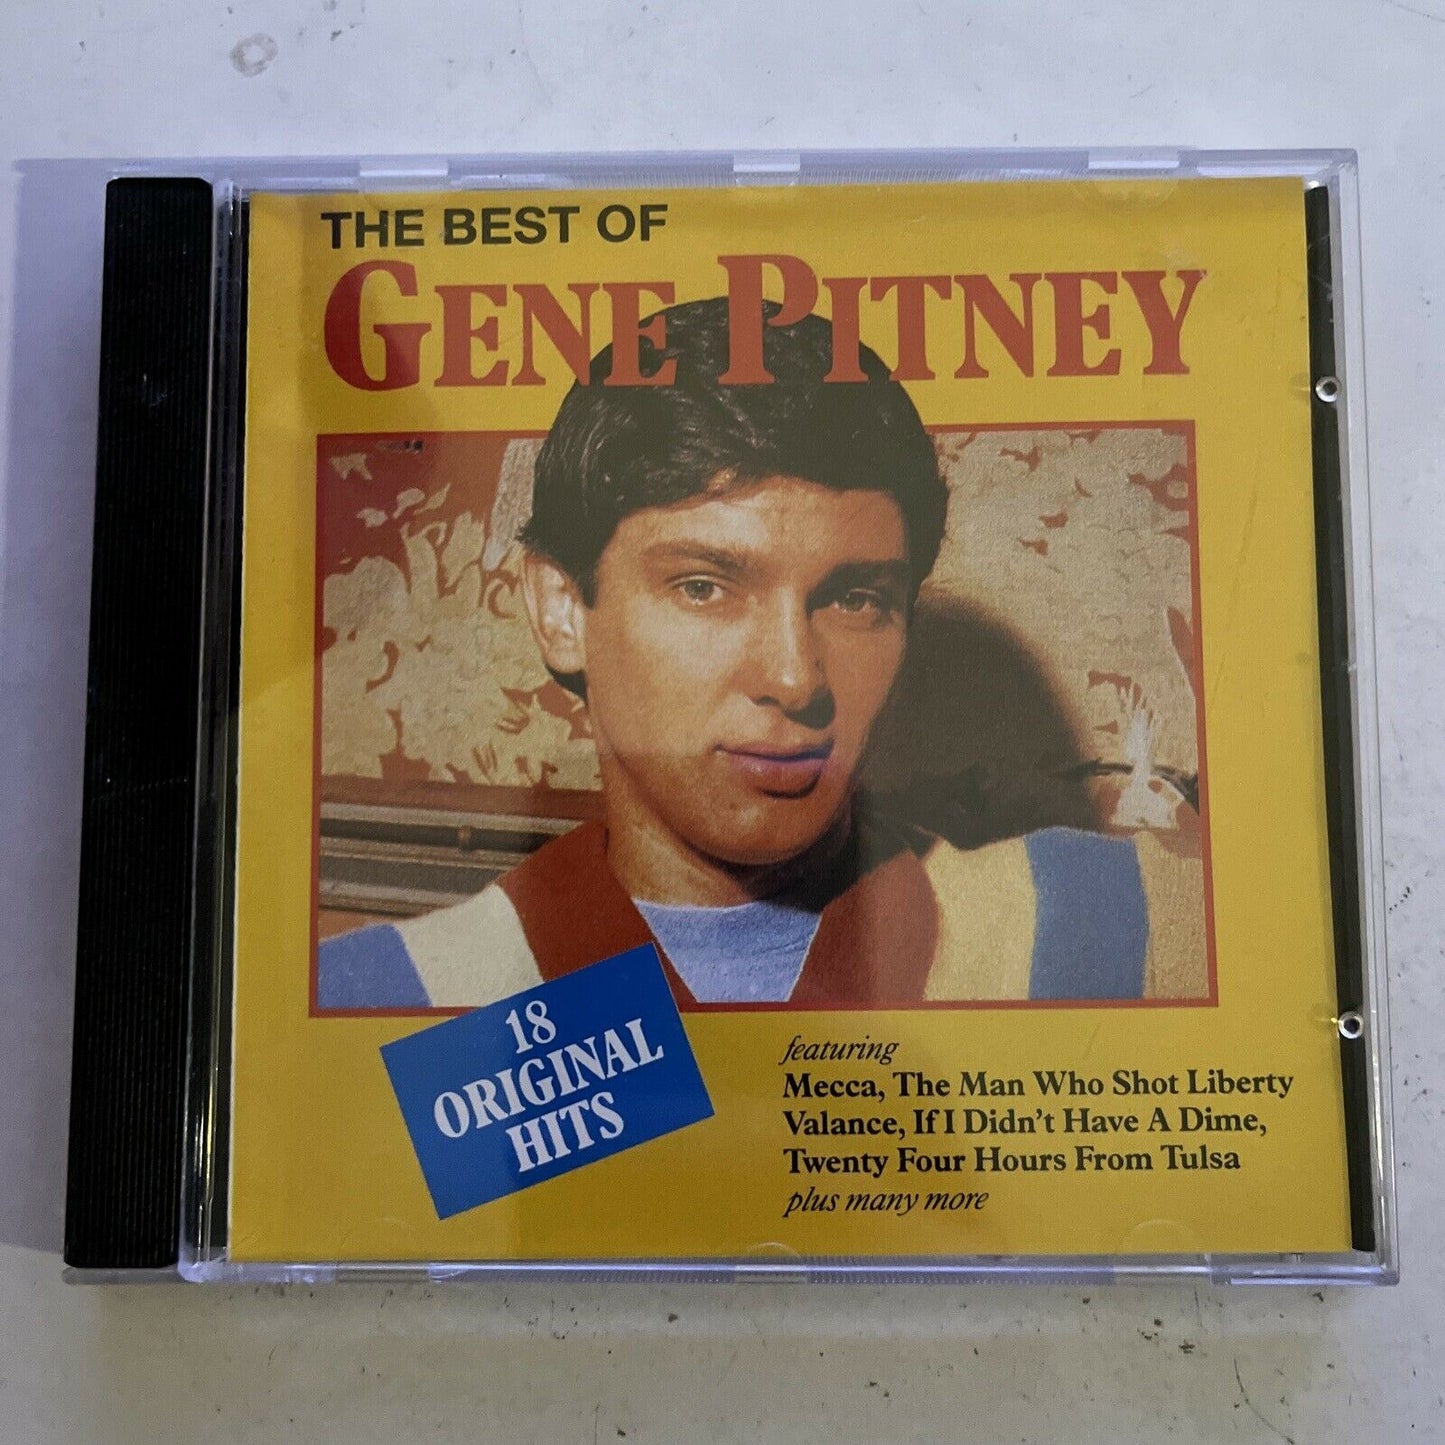 THE BEST OF
GENE PITNEY
18
ORIGINAL
HITS
featuring
Mecca, The Man Who Shot Liberty
Valance, If I Didn't Have A Dime,
Twenty Four Hours From Tulsa
plus many more